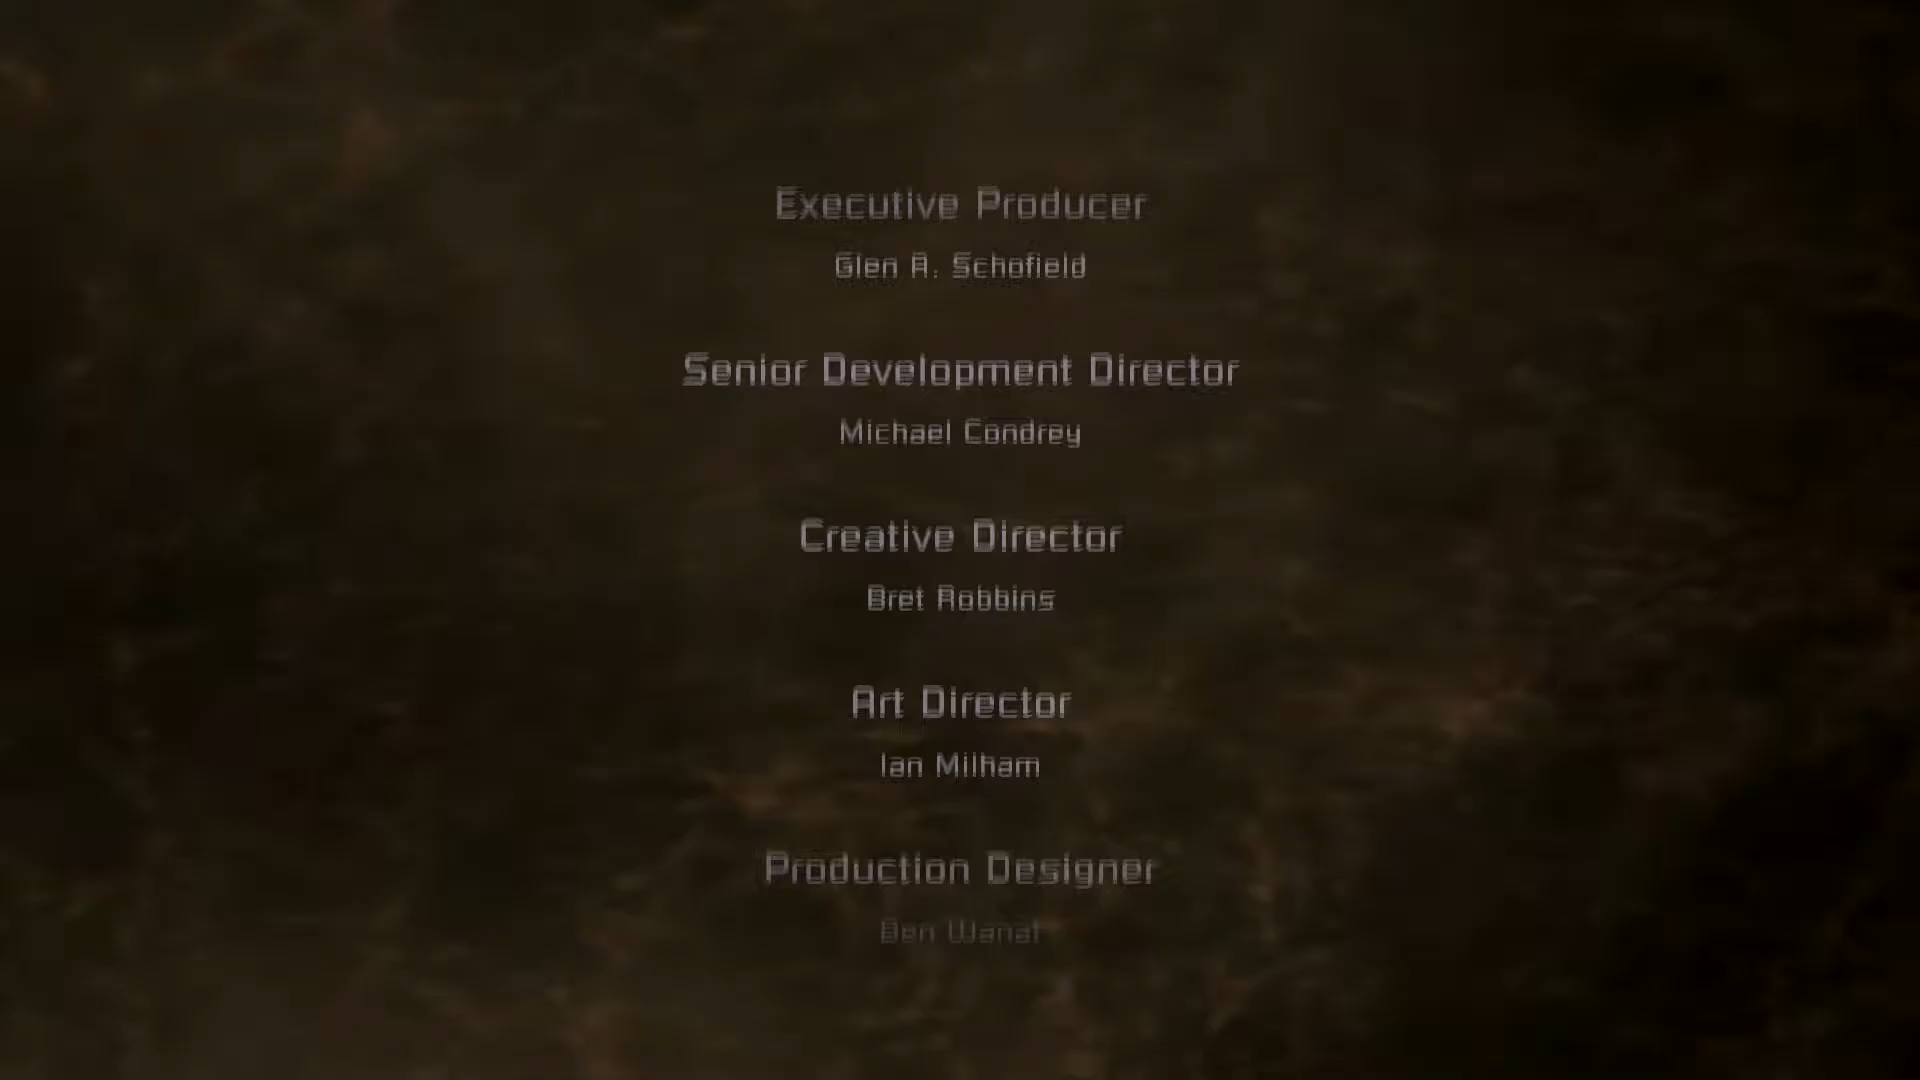 Executive Producer
Glen A. Schofield
Senior Development Director
Michael Condrey
Creative Director
Bret Robbins
Art Director
Ian Milham
Production Designer
Ben Wanat